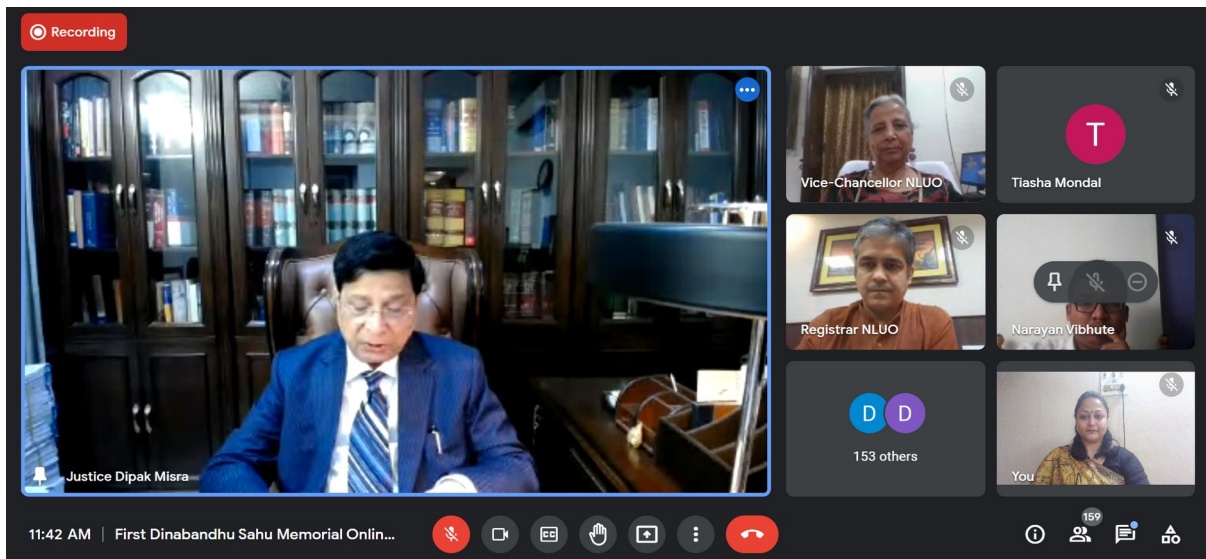 Recording
Justice Dipak Misra
Vice-Chancellor NLUO
T
Tiasha Mondal
Registrar NLUO
Narayan Vibhute
D D
153 others
You
11:42 AM | First Dinabandhu Sahu Memorial Onlin...
CC
159